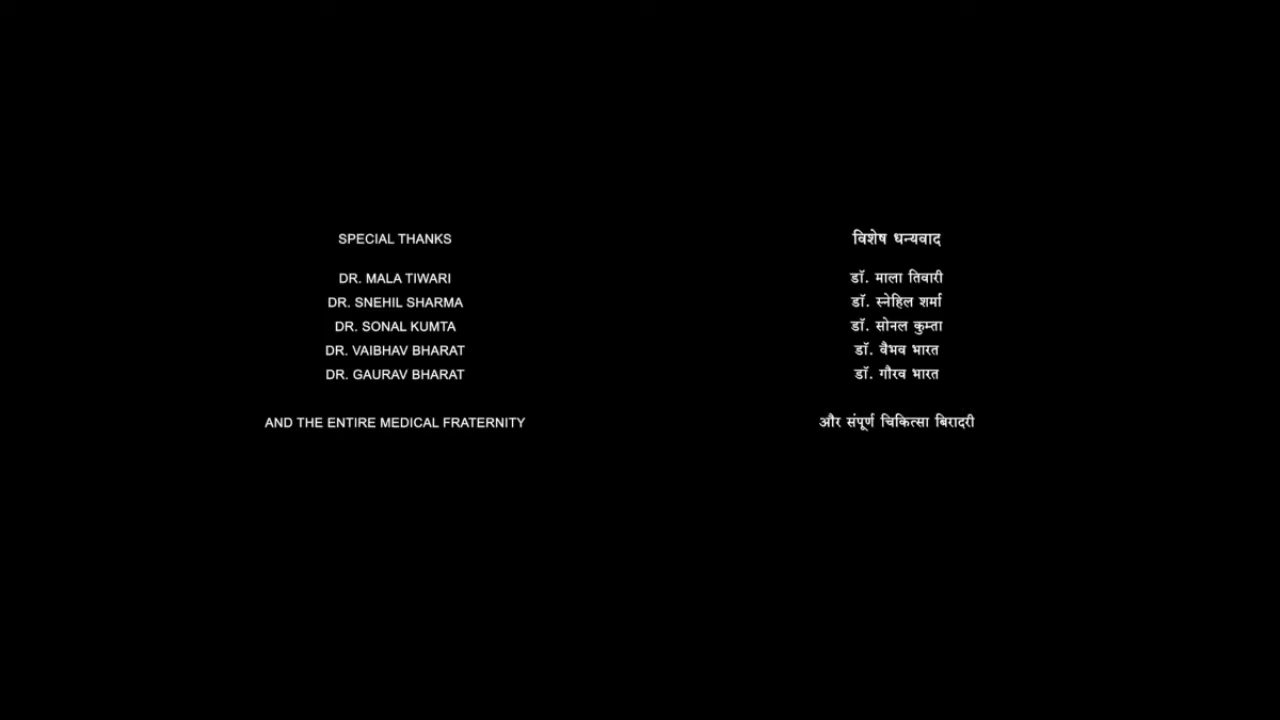 SPECIAL THANKS
DR. MALA TIWARI
DR. SNEHIL SHARMA
DR. SONAL KUMTA
DR. VAIBHAV BHARAT
DR. GAURAV BHARAT
AND THE ENTIRE MEDICAL FRATERNITY
विशेष धन्यवाद
डॉ. माला तिवारी
डॉ. स्नेहिल शर्मा
डॉ. सोनल कुम्ता
डॉ. वैभव भारत
डॉ. गौरव भारत
और संपूर्ण चिकित्सा बिरादरी